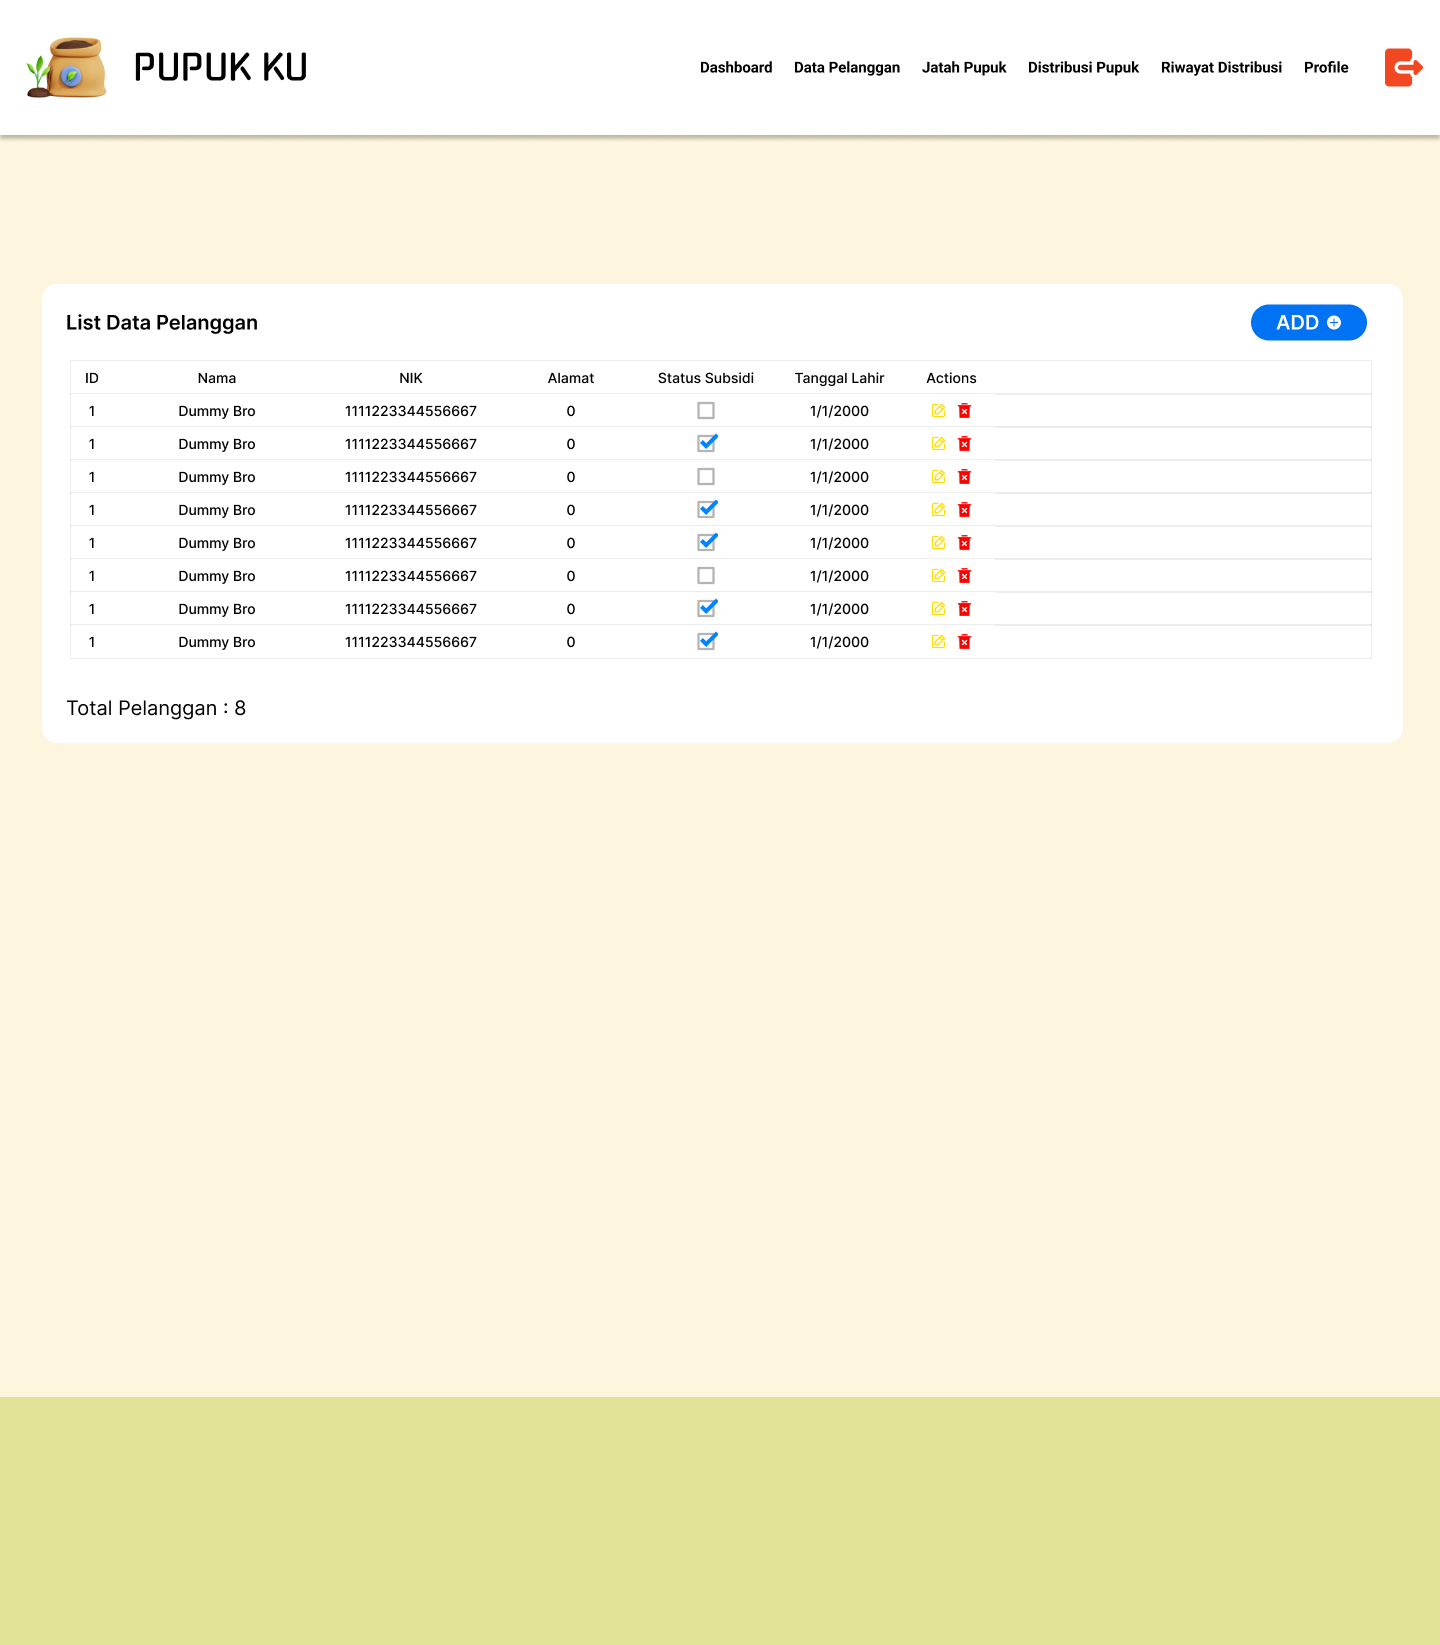 PUPUK KU
Dashboard Data Pelanggan Jatah Pupuk Distribusi Pupuk Riwayat Distribusi Profile
List Data Pelanggan
ADD
ID Nama NIK Alamat Status Subsidi Tanggal Lahir Actions
1 Dummy Bro 1111223344556667 0 1/1/2000
1 Dummy Bro 1111223344556667 0 1/1/2000
1 Dummy Bro 1111223344556667 0 1/1/2000
1 Dummy Bro 1111223344556667 0 1/1/2000
1 Dummy Bro 1111223344556667 0 1/1/2000
1 Dummy Bro 1111223344556667 0 1/1/2000
1 Dummy Bro 1111223344556667 0 1/1/2000
1 Dummy Bro 1111223344556667 0 1/1/2000
Total Pelanggan : 8